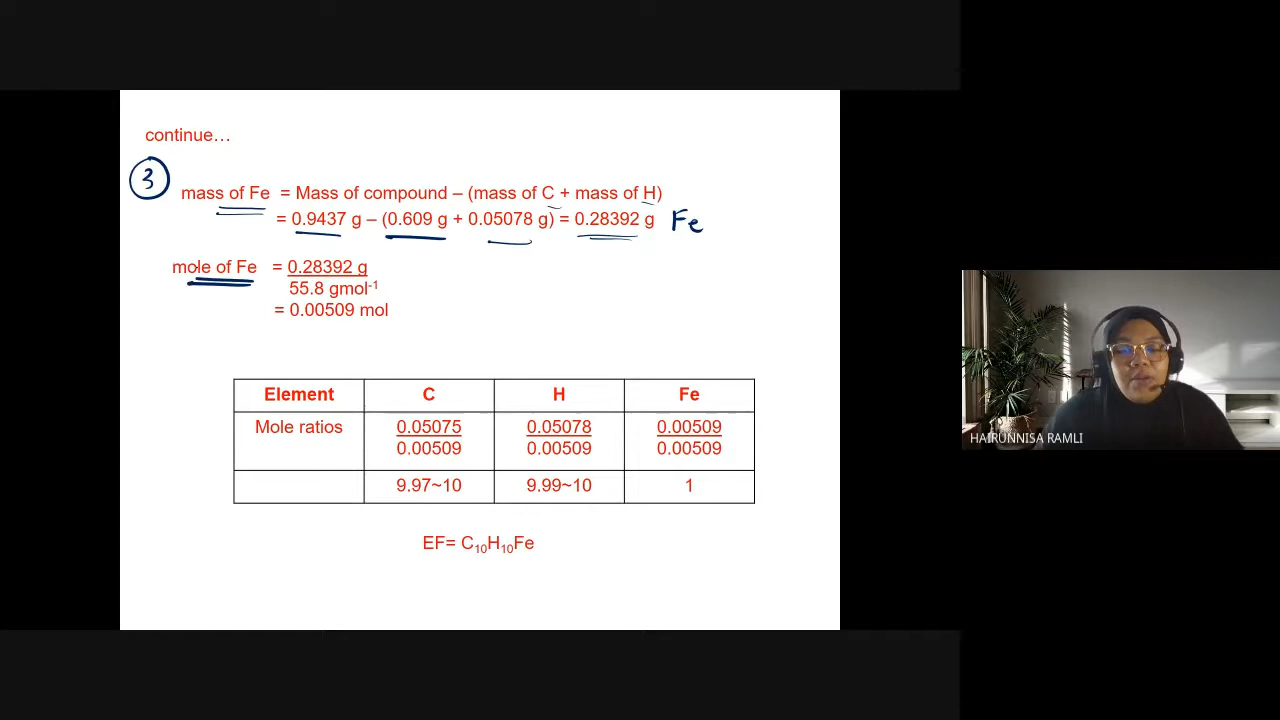 continue…
3
mass of Fe = Mass of compound – (mass of C + mass of H)
= 0.9437 g – (0.609 g + 0.05078 g) = 0.28392 g Fe
mole of Fe = 0.28392 g
55.8 gmol-1
= 0.00509 mol
Element C H Fe
Mole ratios 0.05075 0.05078 0.00509
0.00509 0.00509 0.00509
9.97~10 9.99~10 1
EF= C10H10Fe
HAIRUNNISA RAMLI